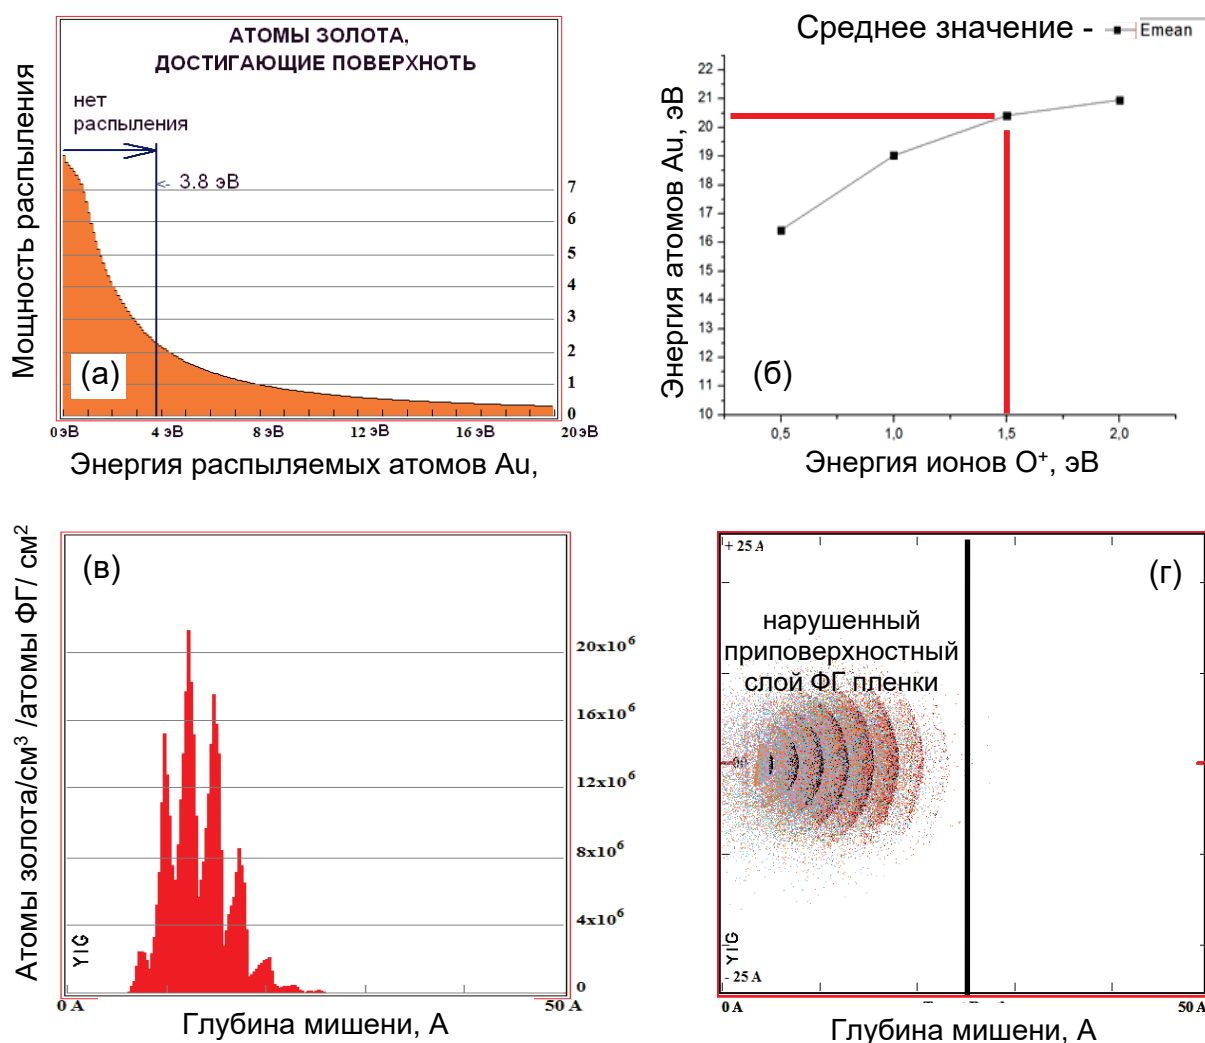 АТОМЫ ЗОЛОТА,
ДОСТИГАЮЩИЕ ПОВЕРХНОТЬ
нет
распыления
<- 3.8 эВ
Мощность распыления
7
6
5
4
3
2
1
0
(а)
0 эВ 4 эВ 8 эВ 12 эВ 16 эВ 20 эВ
Энергия распыляемых атомов Au,
Среднее значение - Emean
Энергия атомов Au, эВ
22
21
20
19
18
17
16
15
14
13
12
11
10
(б)
0,5 1,0 1,5 2,0
Энергия ионов O⁺, эВ
Атомы золота/см³ /атомы ФГ/ см²
(в)
20x10⁶
16x10⁶
12x10⁶
8x10⁶
4x10⁶
0
YIG
0 A 50 A
Глубина мишени, А
+ 25 A
(г)
нарушенный
приповерхностный
слой ФГ пленки
YIG
- 25 A
0 A 50 A
Глубина мишени, А